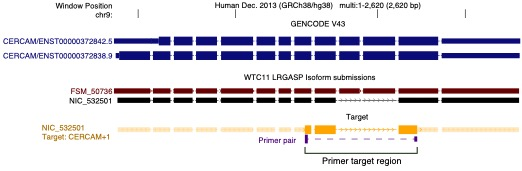 Window Position Human Dec. 2013 (GRCh38/hg38) multi:1-2,620 (2,620 bp)
chr9:
GENCODE V43
CERCAM/ENST00000372842.5
CERCAM/ENST00000372838.9
WTC11 LRGASP Isoform submissions
FSM_50736
NIC_532501
Target
NIC_532501
Target: CERCAM+1
Primer pair
Primer target region